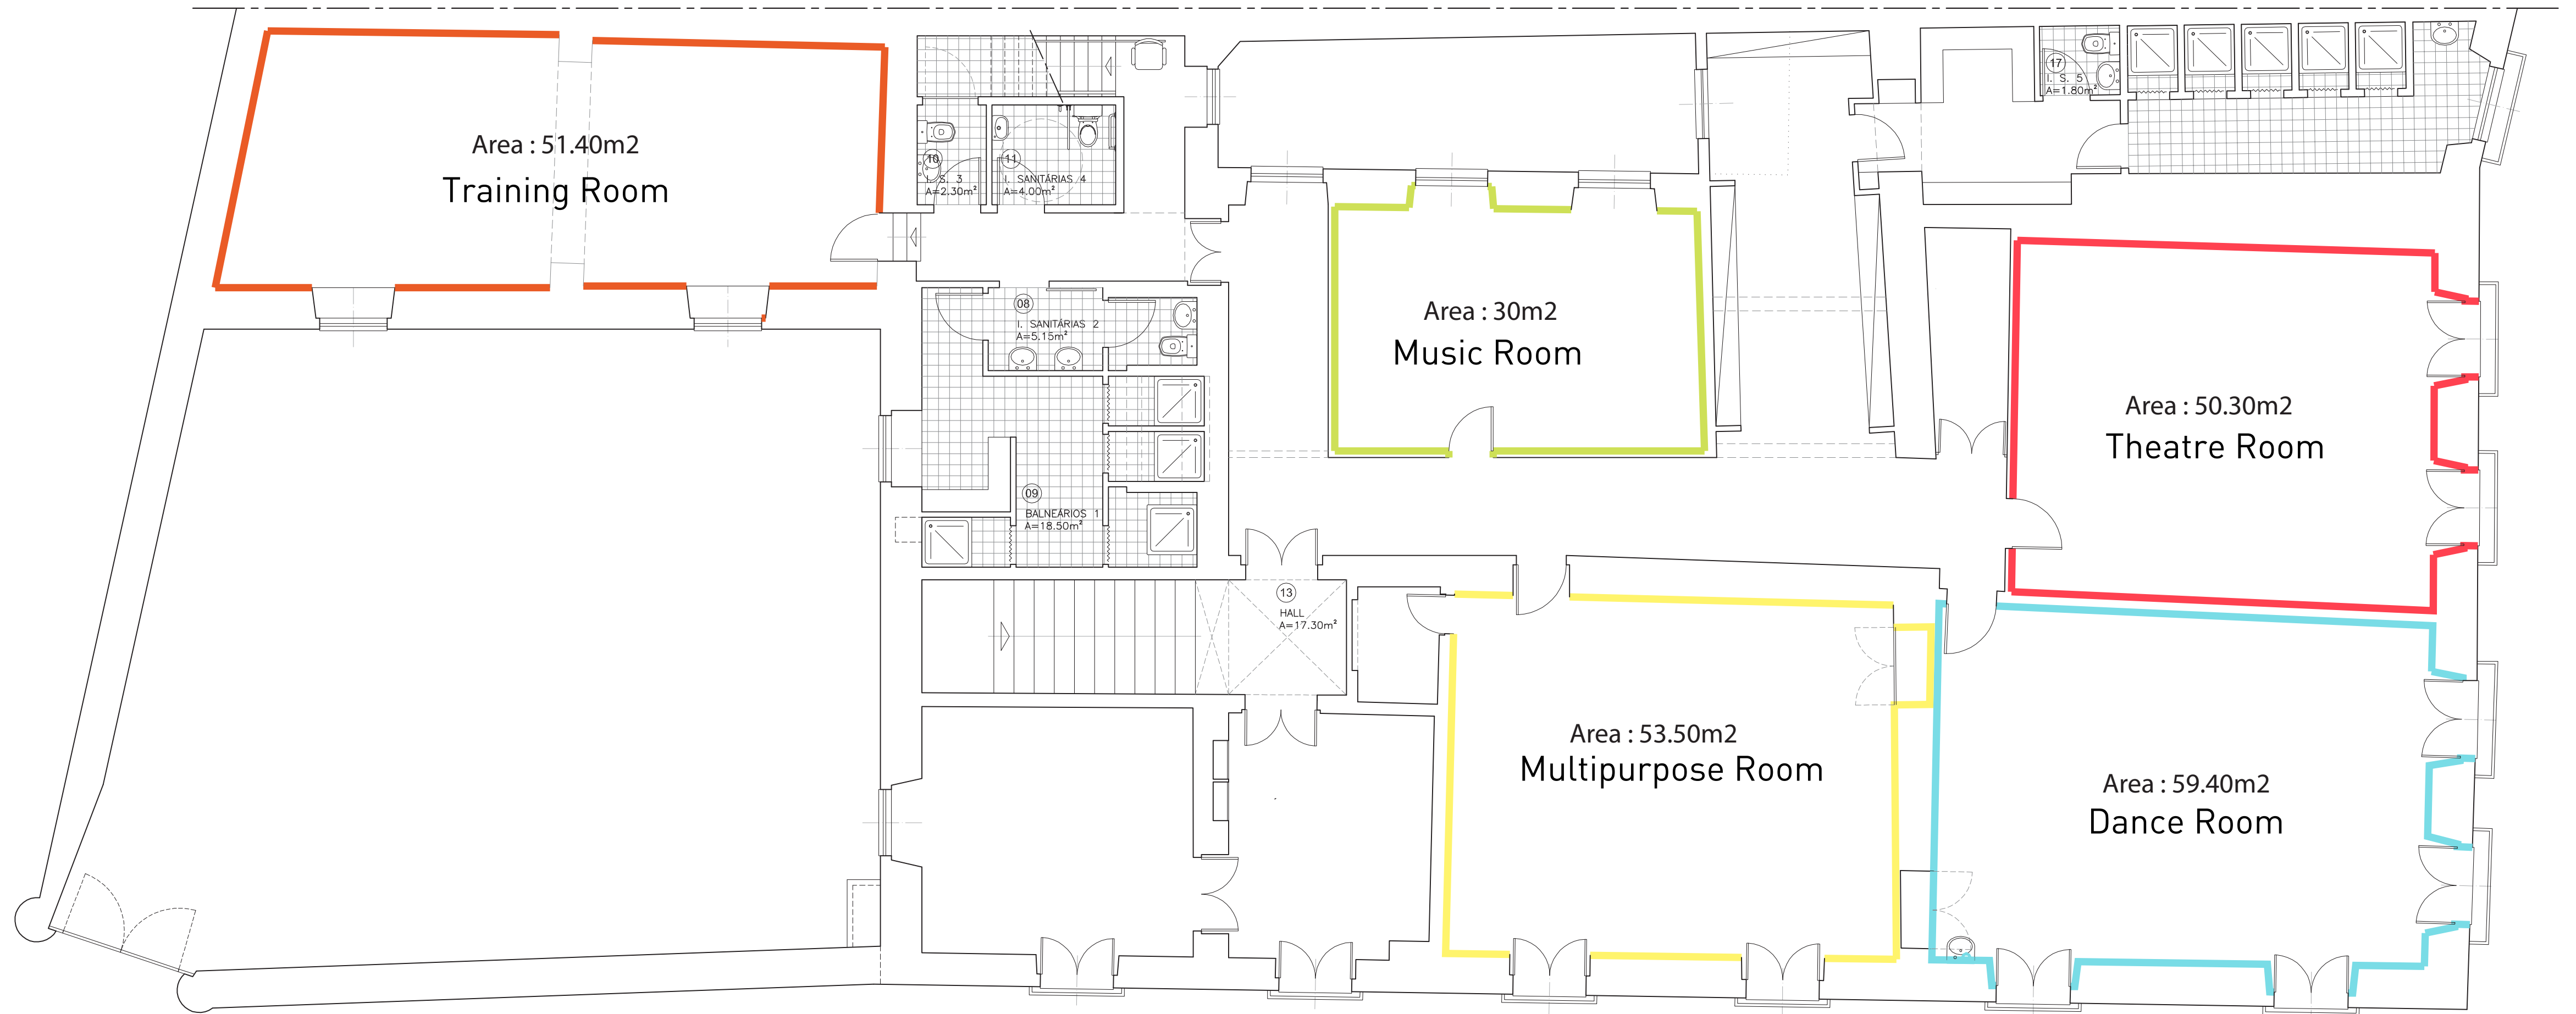 Area : 51.40m2
Training Room
10
I. S. 3
A=2.30m²
11
I. SANITÁRIAS 4
A=4.00m²
17
I. S. 5
A=1.80m²
08
I. SANITÁRIAS 2
A=5.15m²
Area : 30m2
Music Room
Area : 50.30m2
Theatre Room
09
BALNEÁRIOS 1
A=18.50m²
13
HALL
A=17.30m²
Area : 53.50m2
Multipurpose Room
Area : 59.40m2
Dance Room